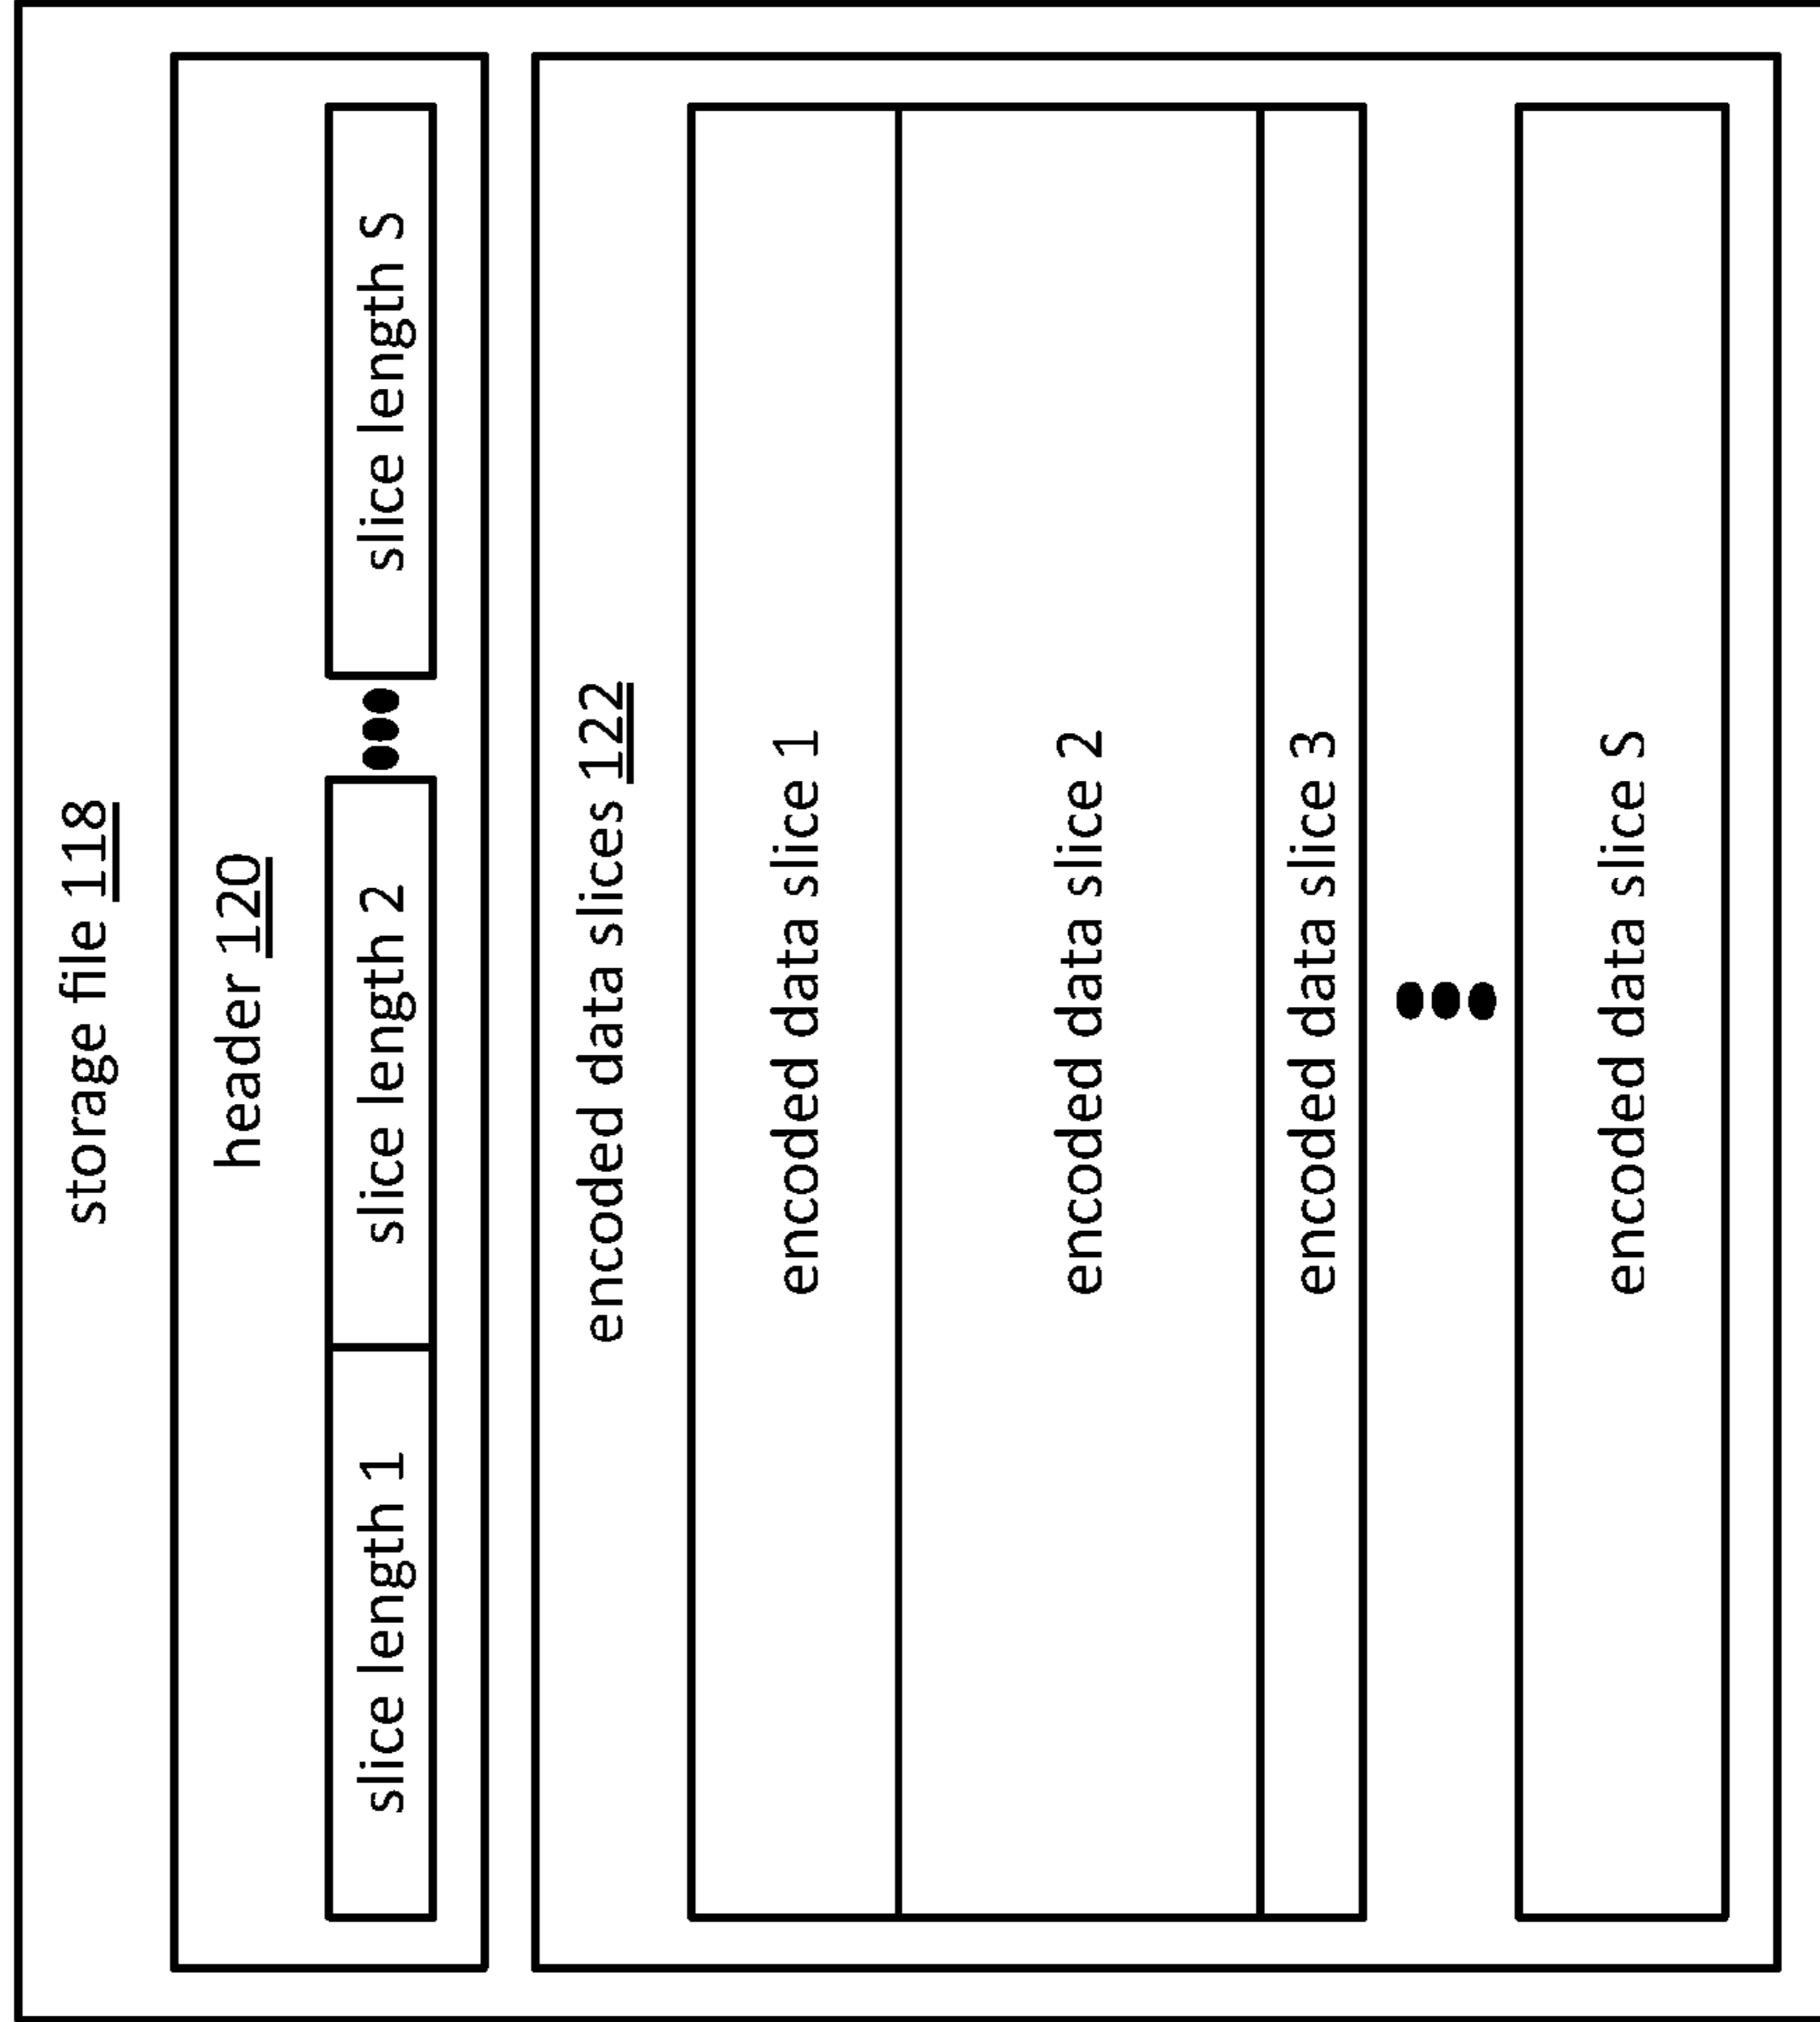 storage file 118
header 120
slice length 1
slice length 2
slice length S
encoded data slices 122
encoded data slice 1
encoded data slice 2
encoded data slice 3
encoded data slice S